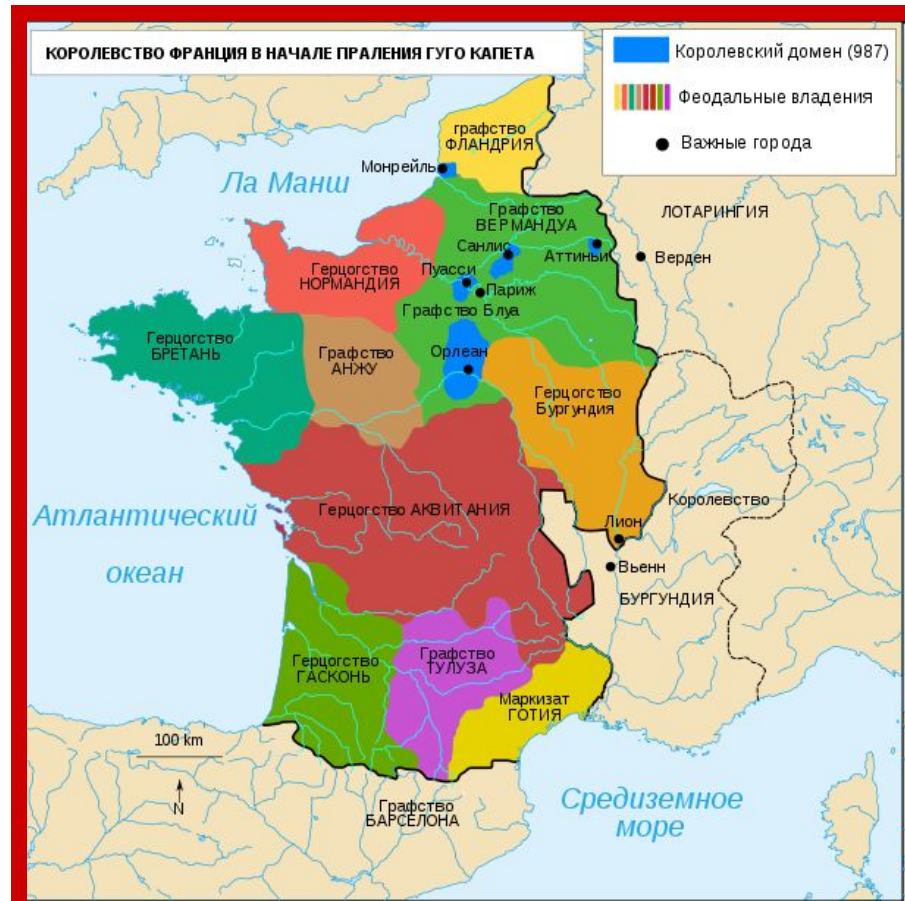 КОРОЛЕВСТВО ФРАНЦИЯ В НАЧАЛЕ ПРАЛЕНИЯ ГУГО КАПЕТА
Королевский домен (987)
Феодальные владения
Важные города
графство
ФЛАНДРИЯ
Монрейль
Ла Манш
Графство
ВЕРМАНДУА
ЛОТАРИНГИЯ
Санлис
Аттиньи
Верден
Герцогство
НОРМАНДИЯ
Пуасси
Париж
Графство Блуа
Герцогство
БРЕТАНЬ
Графство
АНЖУ
Орлеан
Герцогство
Бургундия
Атлантический
океан
Герцогство АКВИТАНИЯ
Королевство
Лион
Вьенн
БУРГУНДИЯ
Герцогство
ГАСКОНЬ
Графство
ТУЛУЗА
Маркизат
ГОТИЯ
100 km
N
Графство
БАРСЕЛОНА
Средиземное
море